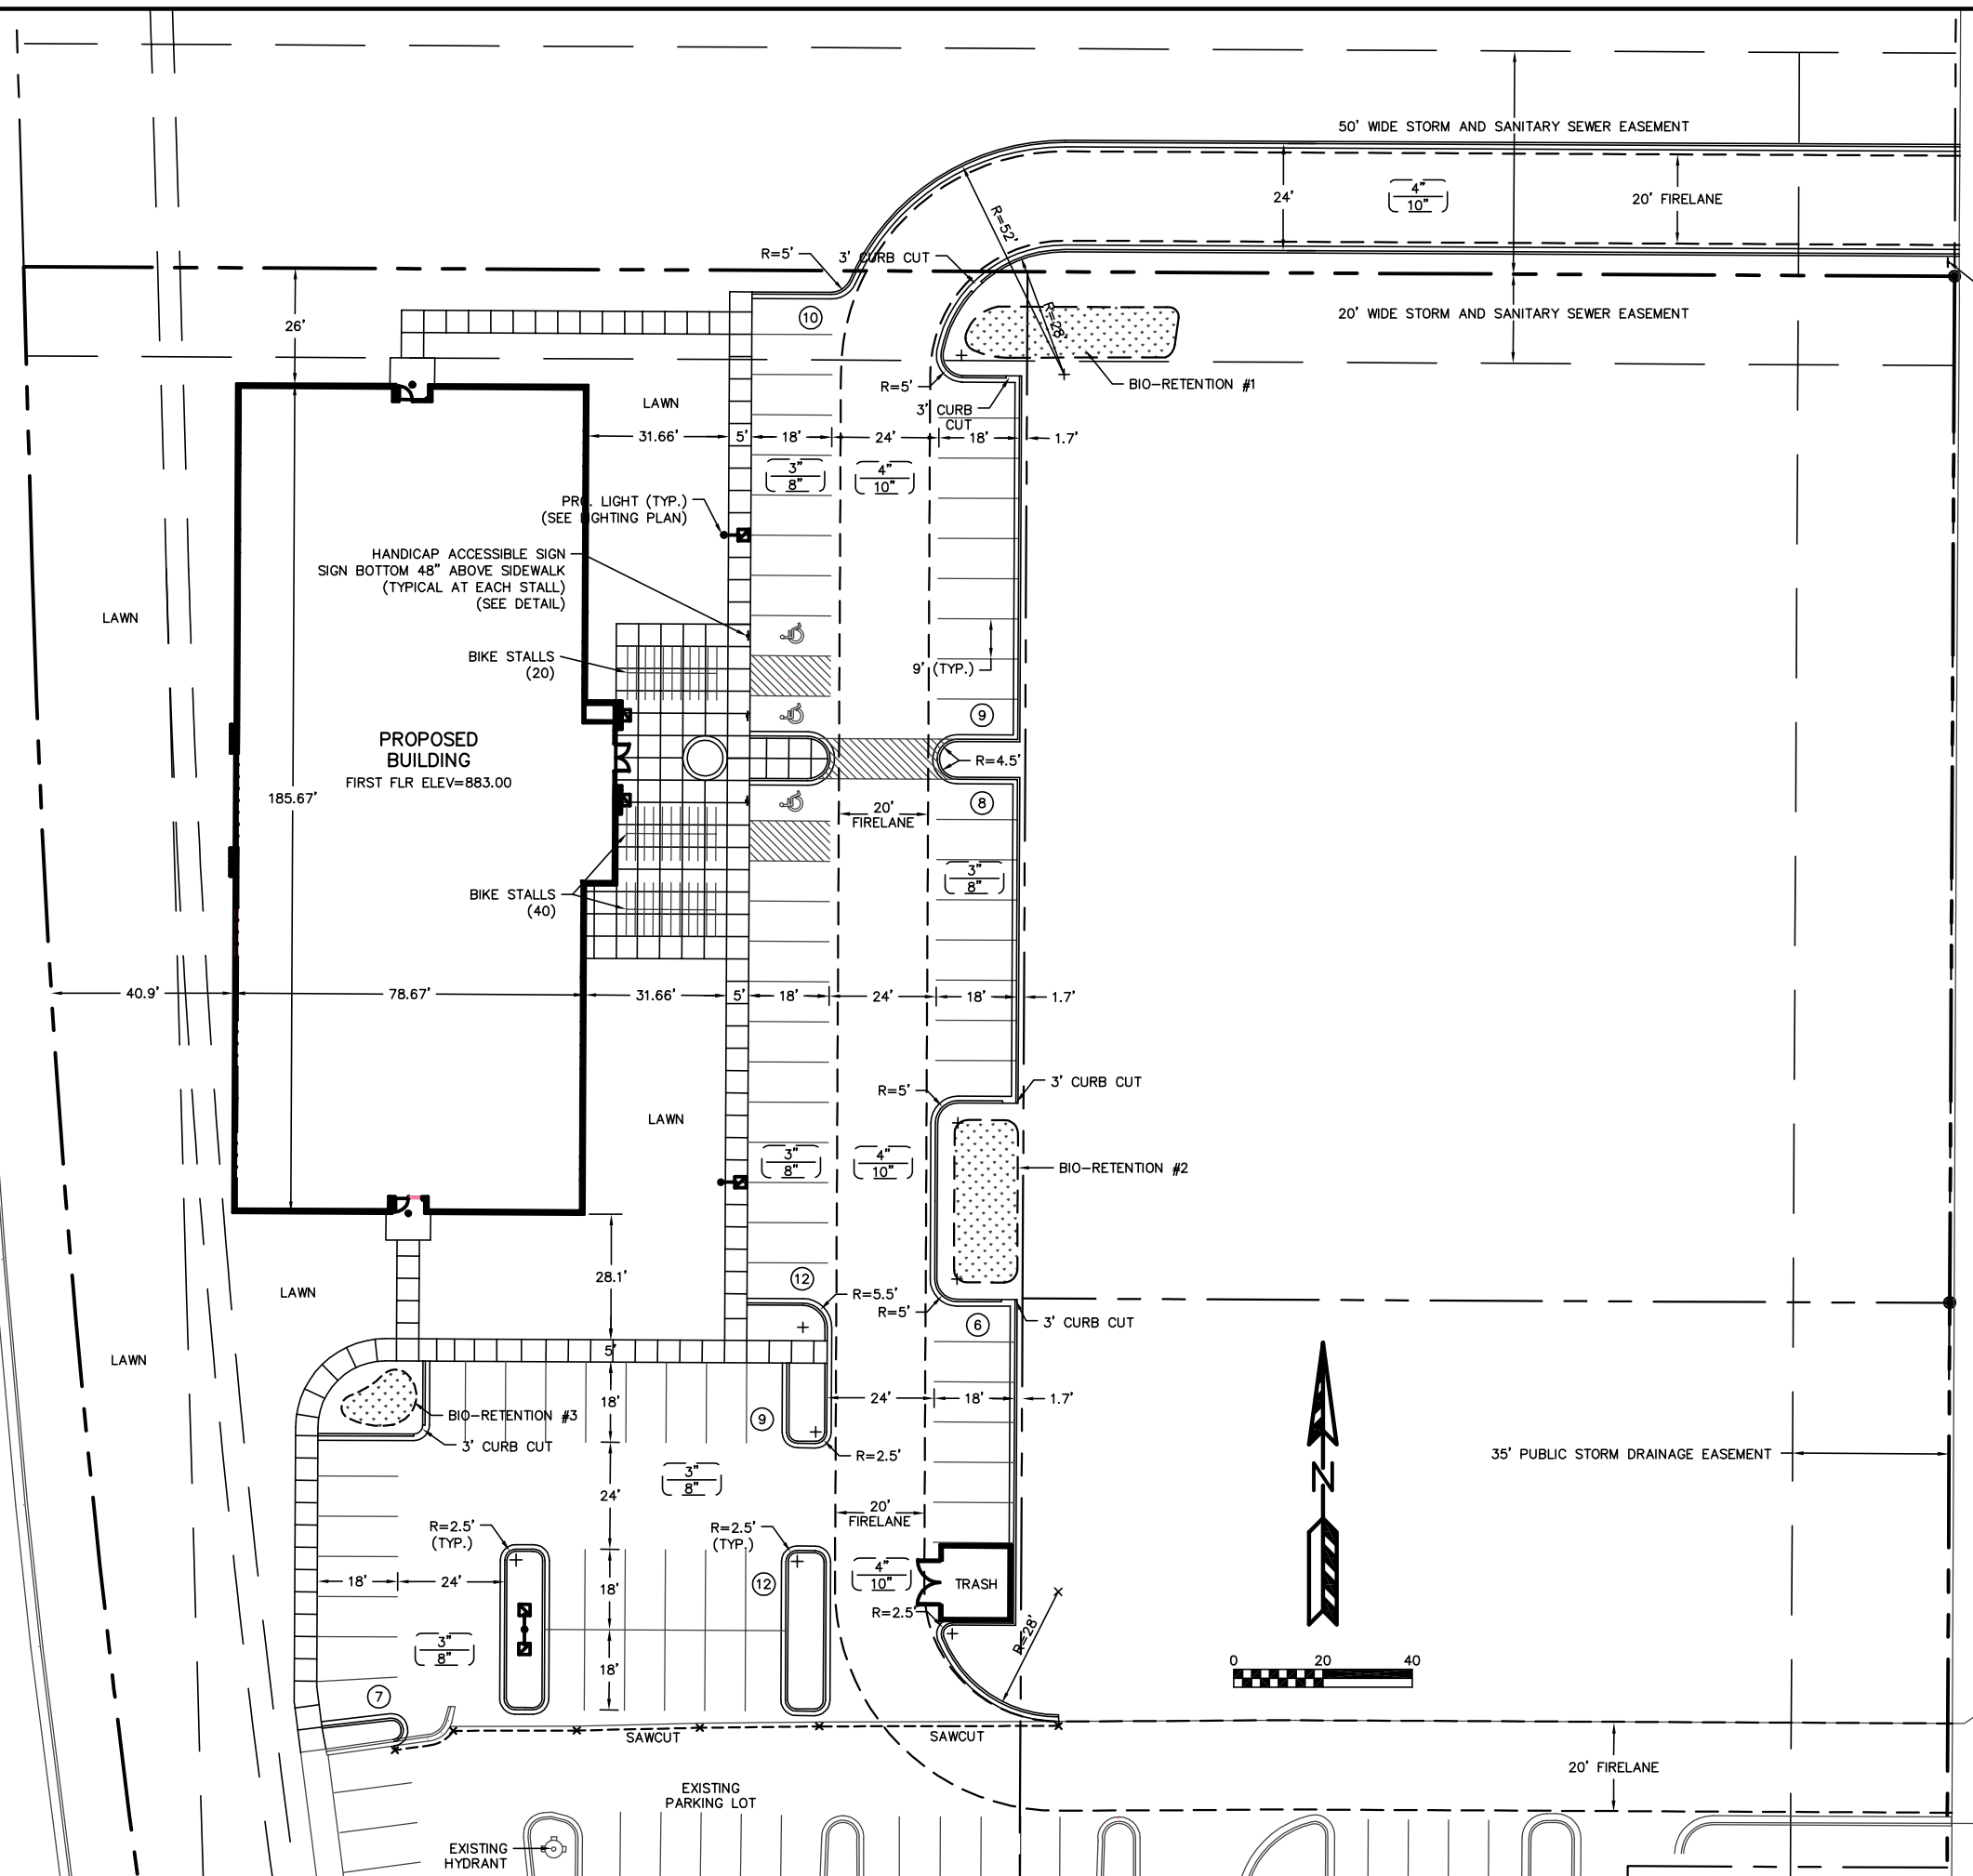 50' WIDE STORM AND SANITARY SEWER EASEMENT
24'
4"
10"
20' FIRELANE
R=52'
R=5'
3' CURB CUT
10
26'
R=28'
20' WIDE STORM AND SANITARY SEWER EASEMENT
R=5'
BIO-RETENTION #1
LAWN
3' CURB
CUT
31.66'
5'
18'
24'
18'
1.7'
3"
8"
4"
10"
PRO. LIGHT (TYP.)
(SEE LIGHTING PLAN)
HANDICAP ACCESSIBLE SIGN
SIGN BOTTOM 48" ABOVE SIDEWALK
(TYPICAL AT EACH STALL)
(SEE DETAIL)
LAWN
BIKE STALLS
(20)
9' (TYP.)
9
PROPOSED
BUILDING
FIRST FLR ELEV=883.00
R=4.5'
185.67'
8
20'
FIRELANE
3"
8"
BIKE STALLS
(40)
40.9'
78.67'
31.66'
5'
18'
24'
18'
1.7'
R=5'
3' CURB CUT
LAWN
3"
8"
4"
10"
BIO-RETENTION #2
28.1'
12
LAWN
R=5.5'
R=5'
6
3' CURB CUT
LAWN
5'
18'
24'
18'
1.7'
BIO-RETENTION #3
9
3' CURB CUT
R=2.5'
35' PUBLIC STORM DRAINAGE EASEMENT
N
3"
8"
24'
20'
FIRELANE
R=2.5'
(TYP.)
R=2.5'
(TYP.)
18'
24'
18'
12
4"
10"
TRASH
R=2.5'
R=28'
3"
8"
18'
0
20
40
7
SAWCUT
SAWCUT
20' FIRELANE
EXISTING
PARKING LOT
EXISTING
HYDRANT